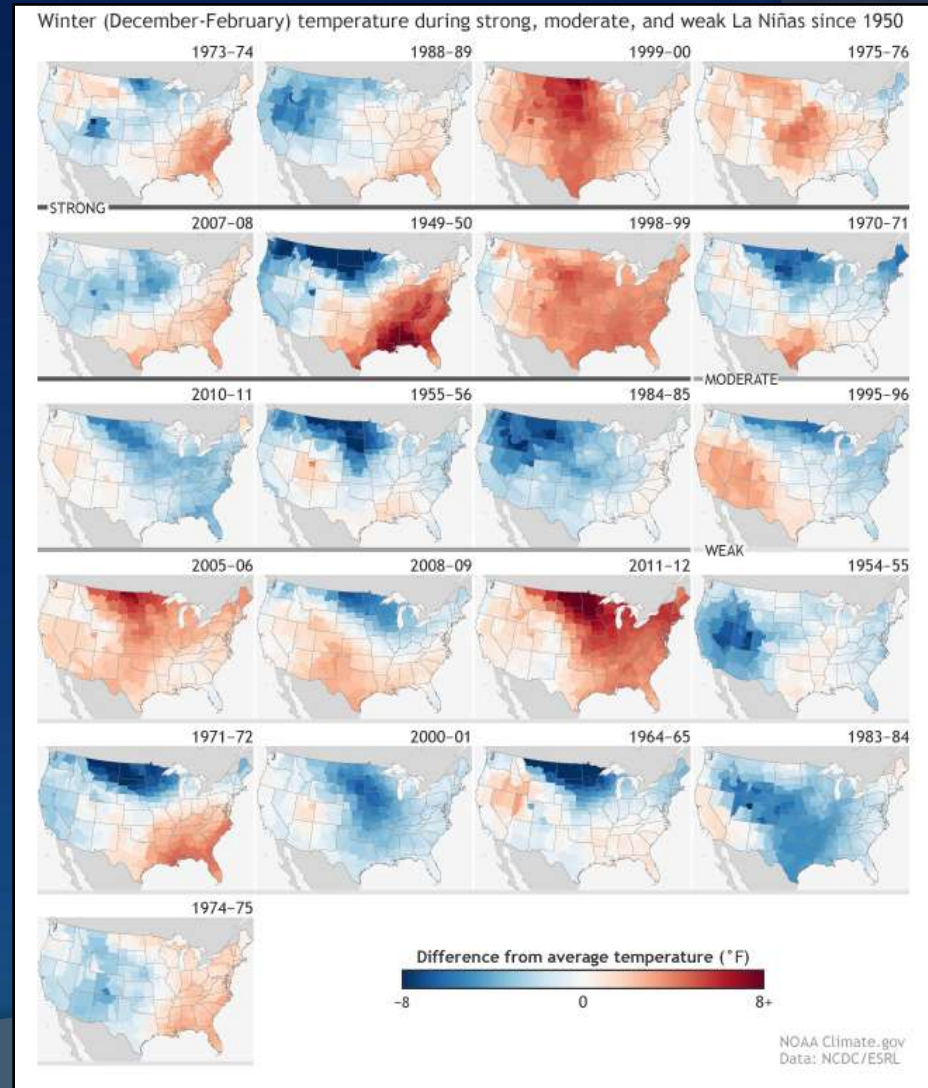 Winter (December-February) temperature during strong, moderate, and weak La Niñas since 1950
1973–74
1988–89
1999–00
1975–76
STRONG
2007–08
1949–50
1998–99
1970–71
MODERATE
2010–11
1955–56
1984–85
1995–96
WEAK
2005–06
2008–09
2011–12
1954–55
1971–72
2000–01
1964–65
1983–84
1974–75
Difference from average temperature (°F)
-8 0 8+
NOAA Climate.gov
Data: NCDC/ESRL